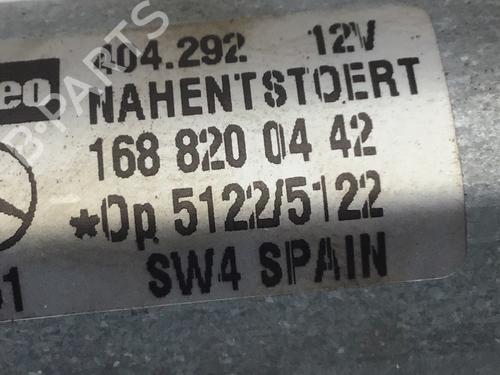 eo 404.292 12V
NAHENTSTOERT
168 820 04 42
*Op 5122/5122
SW4 SPAIN
B-PARTS